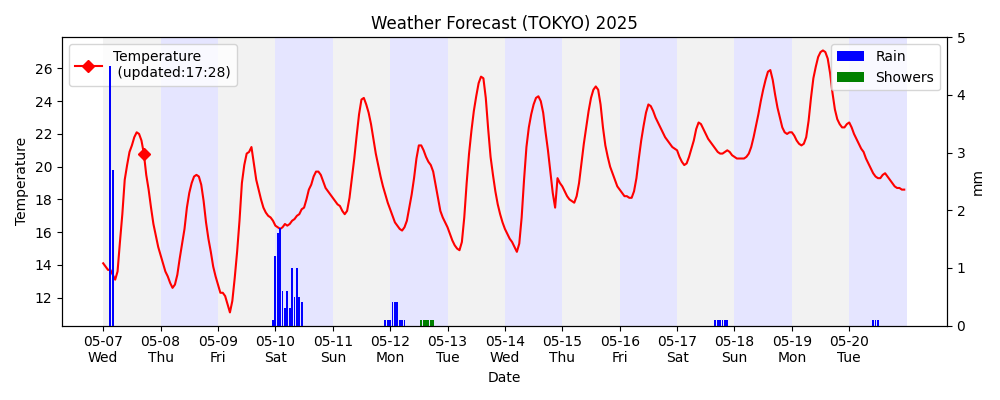 Weather Forecast (TOKYO) 2025
Temperature
(updated:17:28)
Rain
Showers
Temperature
26
24
22
20
18
16
14
12
5
4
3
2
1
0
mm
05-07 05-08 05-09 05-10 05-11 05-12 05-13 05-14 05-15 05-16 05-17 05-18 05-19 05-20
Wed Thu Fri Sat Sun Mon Tue Wed Thu Fri Sat Sun Mon Tue
Date